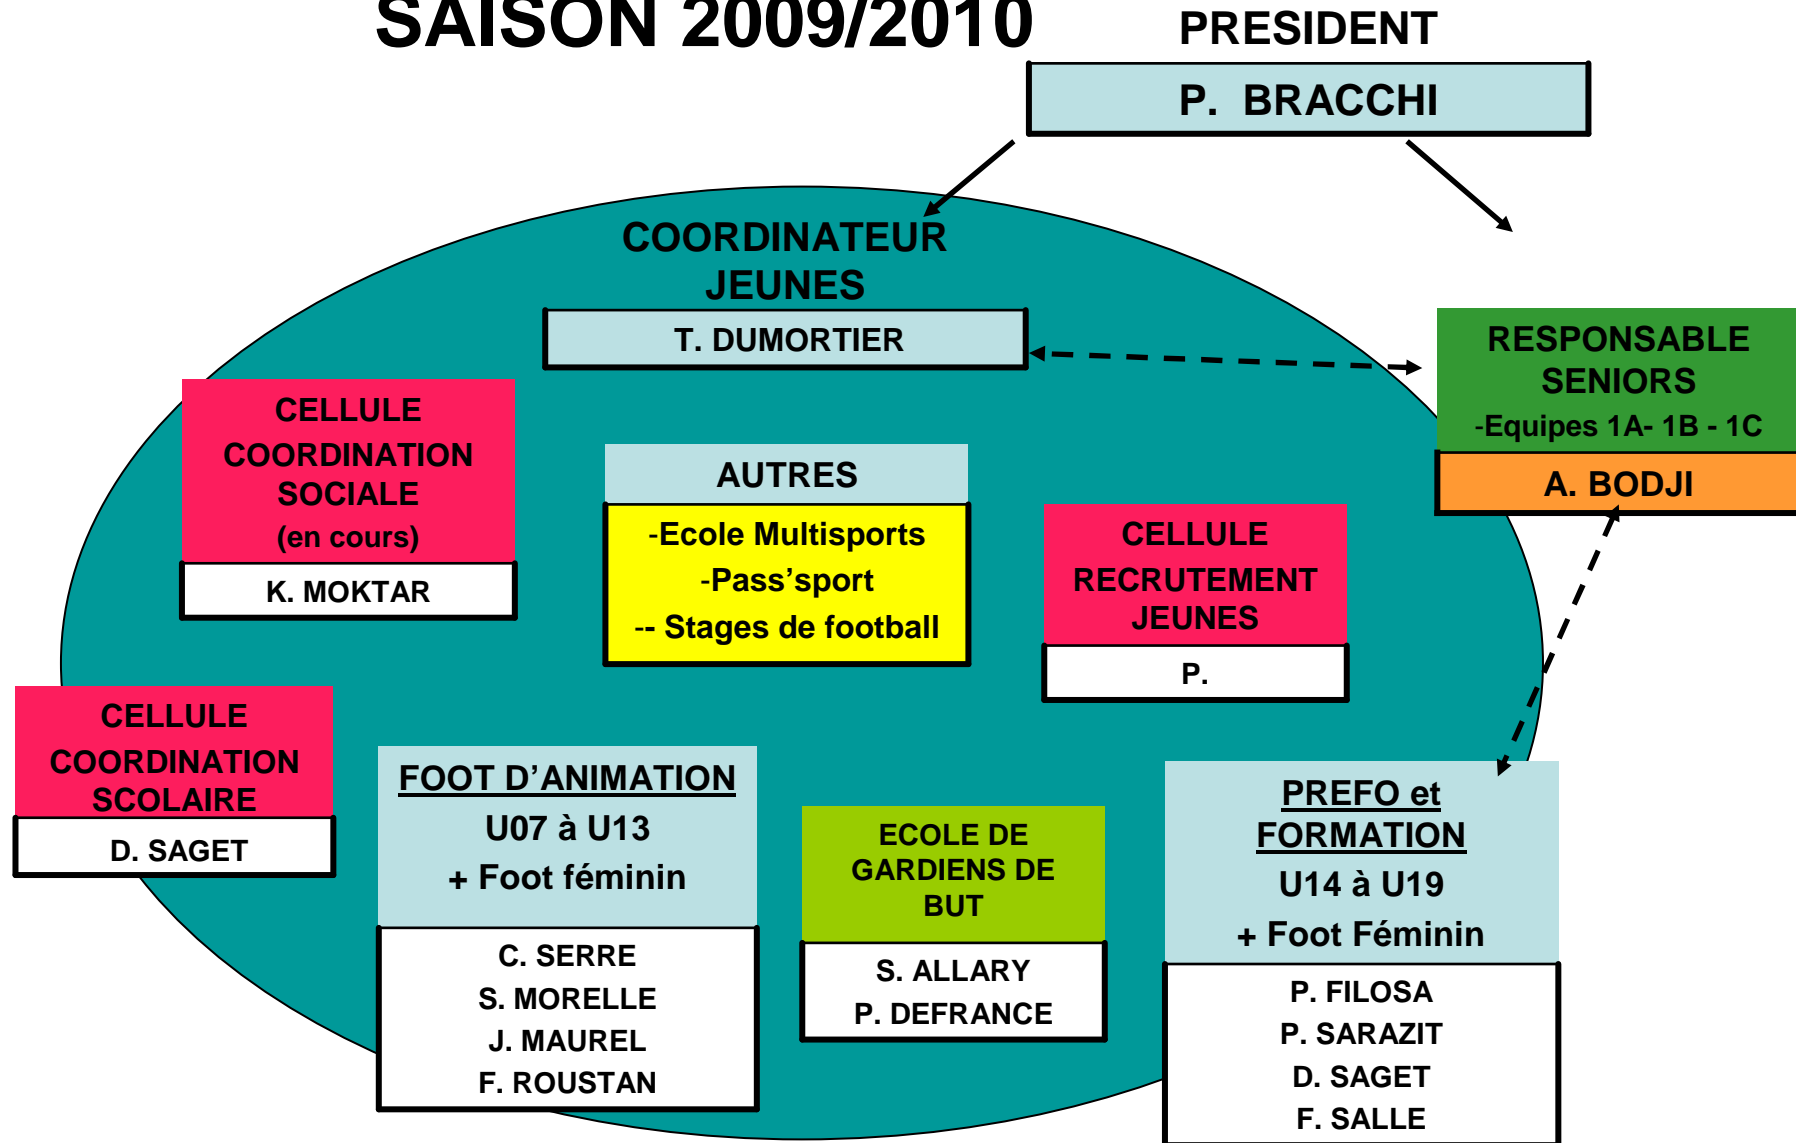 SAISON 2009/2010
PRESIDENT
P. BRACCHI
COORDINATEUR
JEUNES
T. DUMORTIER
RESPONSABLE
SENIORS
-Equipes 1A- 1B - 1C
A. BODJI
CELLULE
COORDINATION
SOCIALE
(en cours)
K. MOKTAR
AUTRES
-Ecole Multisports
-Pass’sport
-- Stages de football
CELLULE
RECRUTEMENT
JEUNES
P.
CELLULE
COORDINATION
SCOLAIRE
D. SAGET
FOOT D’ANIMATION
U07 à U13
+ Foot féminin
C. SERRE
S. MORELLE
J. MAUREL
F. ROUSTAN
ECOLE DE
GARDIENS DE
BUT
S. ALLARY
P. DEFRANCE
PREFO et
FORMATION
U14 à U19
+ Foot Féminin
P. FILOSA
P. SARAZIT
D. SAGET
F. SALLE